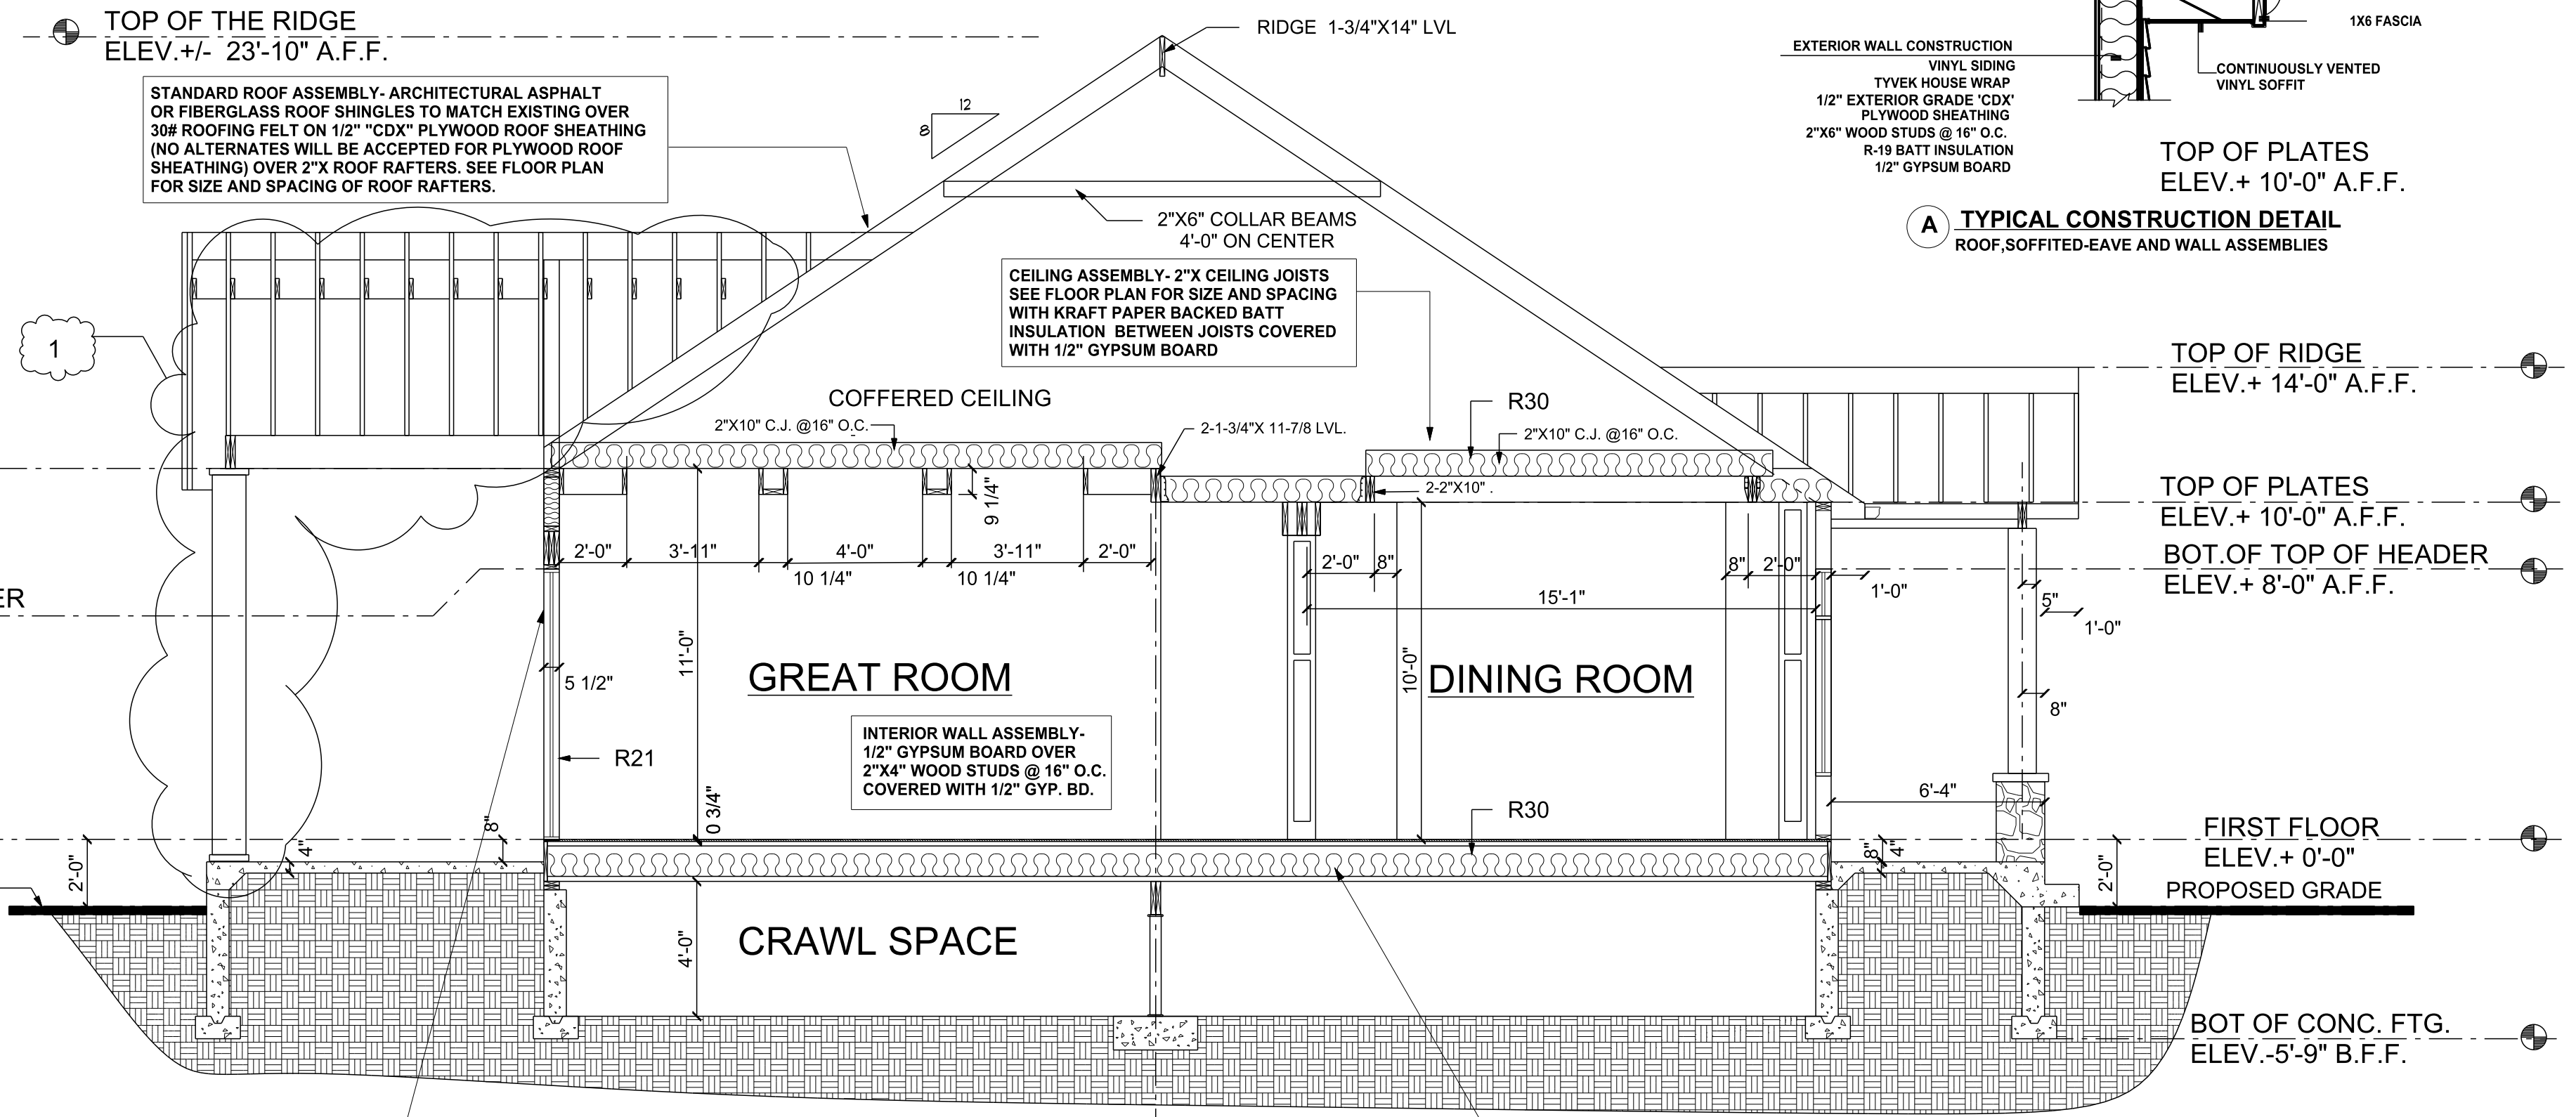 TOP OF THE RIDGE
ELEV.+/- 23'-10" A.F.F.
RIDGE 1-3/4"X14" LVL
1X6 FASCIA
CONTINUOUSLY VENTED
VINYL SOFFIT
EXTERIOR WALL CONSTRUCTION
VINYL SIDING
TYVEK HOUSE WRAP
1/2" EXTERIOR GRADE 'CDX'
PLYWOOD SHEATHING
2"X6" WOOD STUDS @ 16" O.C.
R-19 BATT INSULATION
1/2" GYPSUM BOARD
TOP OF PLATES
ELEV.+ 10'-0" A.F.F.
A TYPICAL CONSTRUCTION DETAIL
ROOF,SOFFITED-EAVE AND WALL ASSEMBLIES
STANDARD ROOF ASSEMBLY- ARCHITECTURAL ASPHALT
OR FIBERGLASS ROOF SHINGLES TO MATCH EXISTING OVER
30# ROOFING FELT ON 1/2" "CDX" PLYWOOD ROOF SHEATHING
(NO ALTERNATES WILL BE ACCEPTED FOR PLYWOOD ROOF
SHEATHING) OVER 2"X ROOF RAFTERS. SEE FLOOR PLAN
FOR SIZE AND SPACING OF ROOF RAFTERS.
12
8
2"X6" COLLAR BEAMS
4'-0" ON CENTER
CEILING ASSEMBLY- 2"X CEILING JOISTS
SEE FLOOR PLAN FOR SIZE AND SPACING
WITH KRAFT PAPER BACKED BATT
INSULATION BETWEEN JOISTS COVERED
WITH 1/2" GYPSUM BOARD
1
TOP OF RIDGE
ELEV.+ 14'-0" A.F.F.
COFFERED CEILING
2"X10" C.J. @16" O.C.
2-1-3/4"X 11-7/8 LVL.
R30
2"X10" C.J. @16" O.C.
2-2"X10" .
9 1/4"
TOP OF PLATES
ELEV.+ 10'-0" A.F.F.
BOT.OF TOP OF HEADER
ELEV.+ 8'-0" A.F.F.
ER
2'-0"
3'-11"
4'-0"
3'-11"
2'-0"
10 1/4"
10 1/4"
2'-0"
8"
8"
2'-0"
1'-0"
15'-1"
5"
1'-0"
8"
11'-0"
10'-0"
5 1/2"
GREAT ROOM
DINING ROOM
R21
INTERIOR WALL ASSEMBLY-
1/2" GYPSUM BOARD OVER
2"X4" WOOD STUDS @ 16" O.C.
COVERED WITH 1/2" GYP. BD.
0 3/4"
R30
6'-4"
2'-0"
4"
8"
8"
4"
2'-0"
FIRST FLOOR
ELEV.+ 0'-0"
PROPOSED GRADE
4'-0"
CRAWL SPACE
BOT OF CONC. FTG.
ELEV.-5'-9" B.F.F.